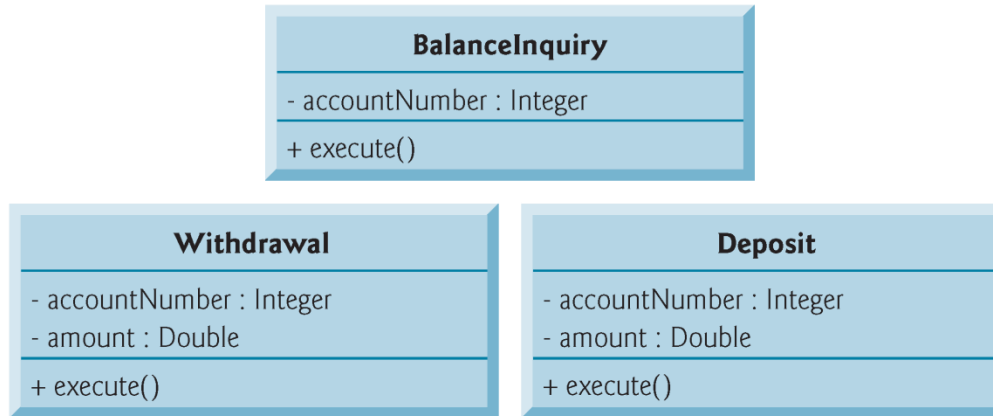 BalanceInquiry
- accountNumber : Integer
+ execute()
Withdrawal
- accountNumber : Integer
- amount : Double
+ execute()
Deposit
- accountNumber : Integer
- amount : Double
+ execute()